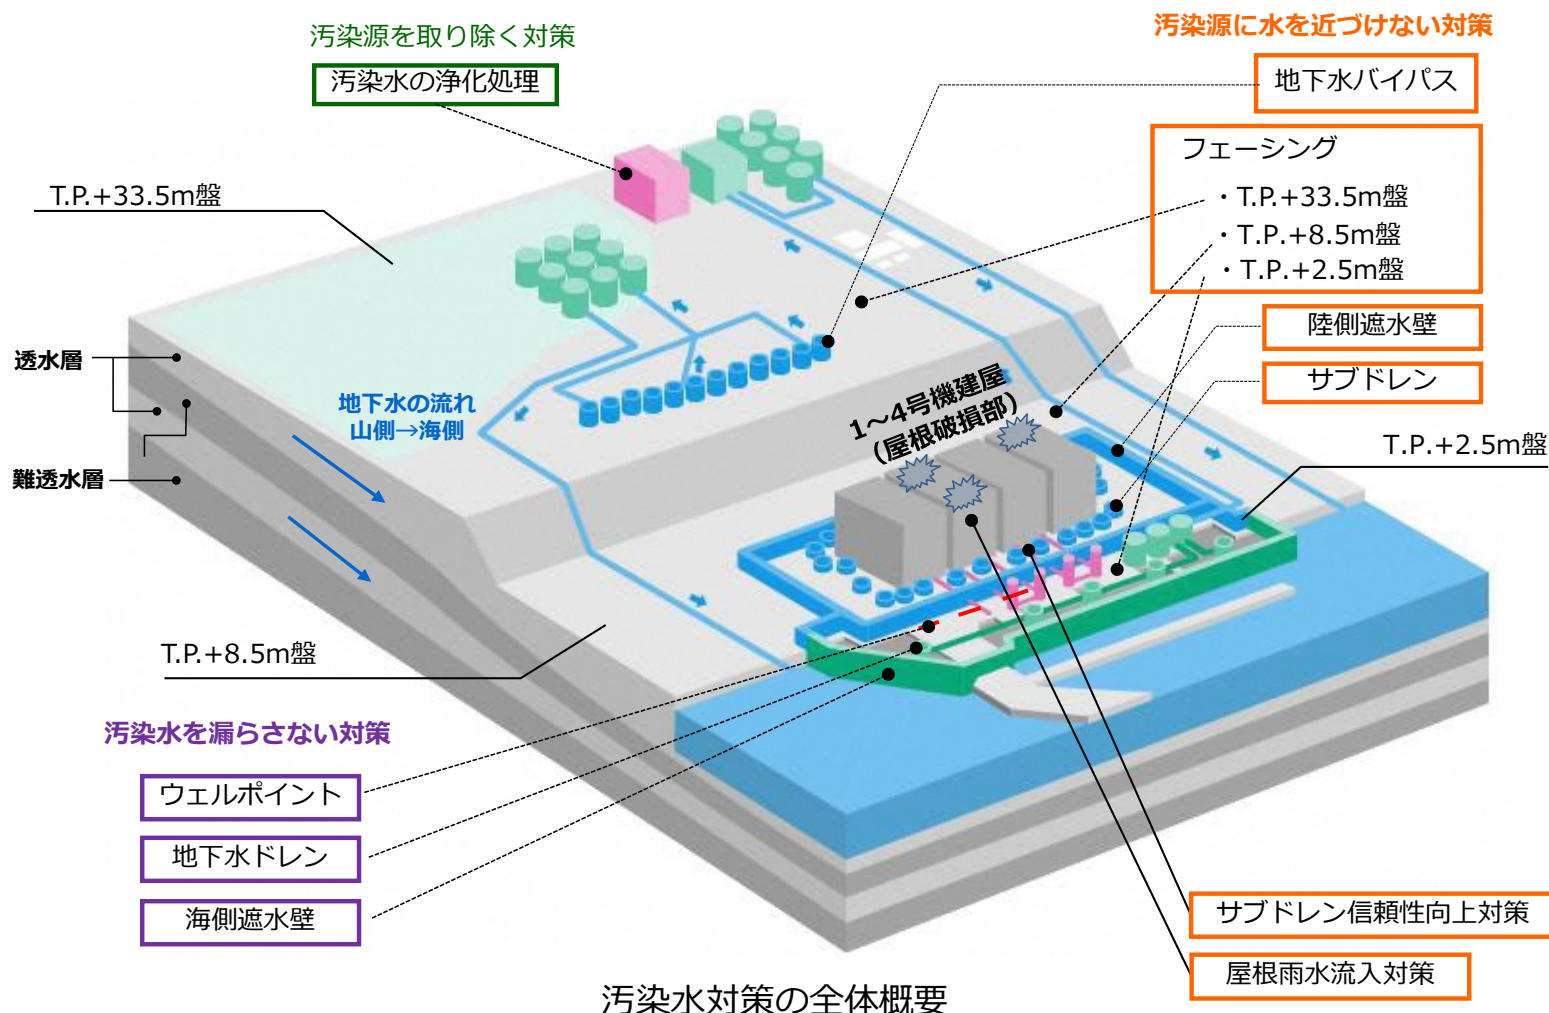 汚染源を取り除く対策
汚染水の浄化処理
汚染源に水を近づけない対策
地下水バイパス
フェーシング
・T.P.+33.5m盤
・T.P.+8.5m盤
・T.P.+2.5m盤
陸側遮水壁
サブドレン
T.P.+33.5m盤
透水層
難透水層
地下水の流れ
山側→海側
1～4号機建屋
（屋根破損部）
T.P.+2.5m盤
T.P.+8.5m盤
汚染水を漏らさない対策
ウェルポイント
地下水ドレン
海側遮水壁
サブドレン信頼性向上対策
屋根雨水流入対策
汚染水対策の全体概要